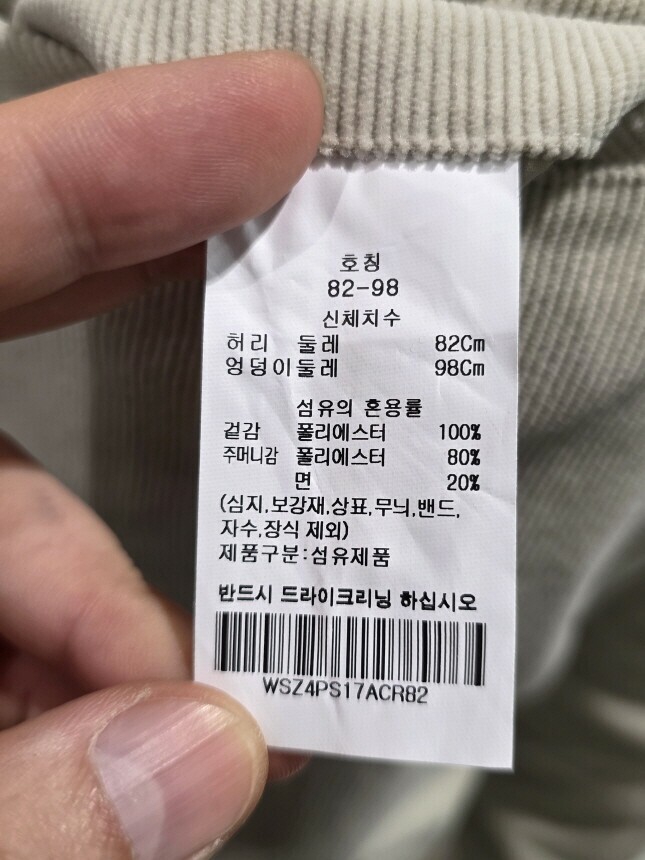 호칭
82-98
신체치수
허리 둘레 82Cm
엉덩이둘레 98Cm
섬유의 혼용률
겉감 폴리에스터 100%
주머니감 폴리에스터 80%
면 20%
(심지,보강재,상표,무늬,밴드,
자수,장식 제외)
제품구분:섬유제품
반드시 드라이크리닝 하십시오
WSZ4PS17ACR82